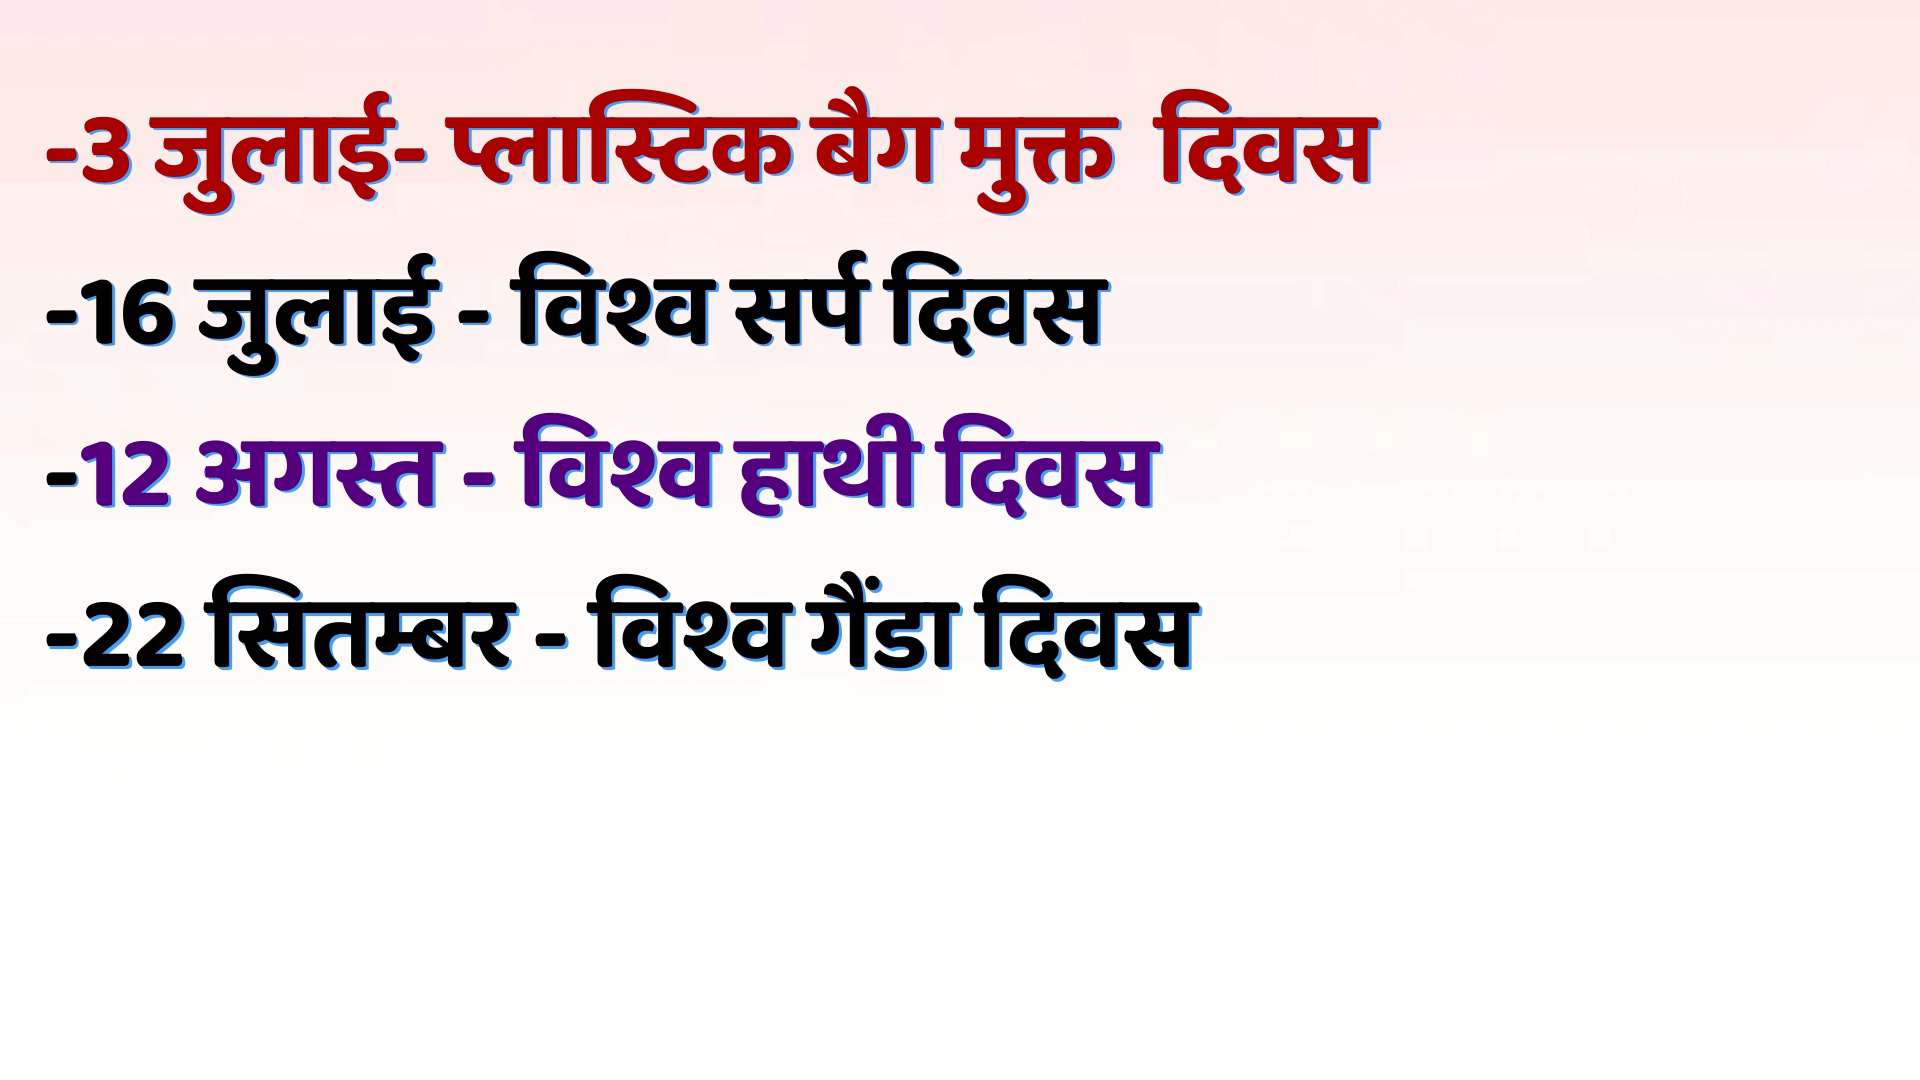 -3 जुलाई- प्लास्टिक बैग मुक्त  दिवस
-16 जुलाई - विश्व सर्प दिवस
-12 अगस्त - विश्व हाथी दिवस
-22 सितम्बर - विश्व गैंडा दिवस